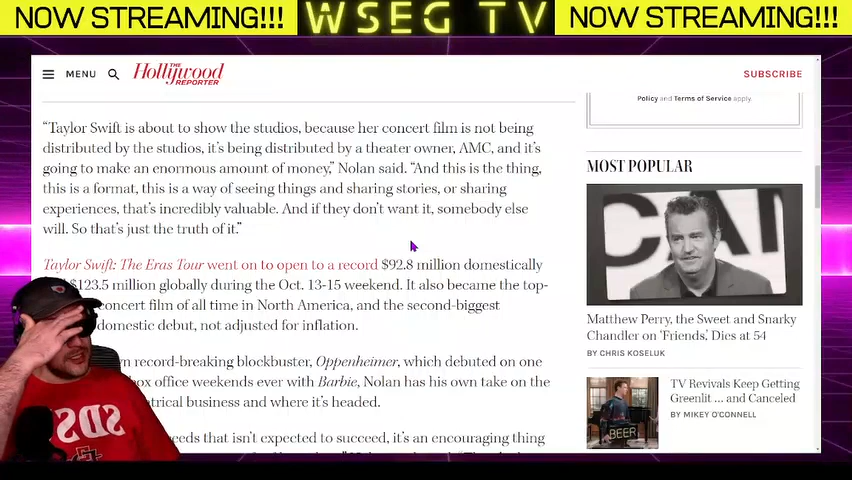 NOW STREAMING!!! WSEG TV NOW STREAMING!!!
MENU The Hollywood REPORTER SUBSCRIBE
“Taylor Swift is about to show the studios, because her concert film is not being
distributed by the studios, it’s being distributed by a theater owner, AMC, and it’s
going to make an enormous amount of money,” Nolan said. “And this is the thing,
this is a format, this is a way of seeing things and sharing stories, or sharing
experiences, that’s incredibly valuable. And if they don’t want it, somebody else
will. So that’s just the truth of it.”
Taylor Swift: The Eras Tour went on to open to a record $92.8 million domestically
$123.5 million globally during the Oct. 13-15 weekend. It also became the top-
concert film of all time in North America, and the second-biggest
domestic debut, not adjusted for inflation.
record-breaking blockbuster, Oppenheimer, which debuted on one
box office weekends ever with Barbie, Nolan has his own take on the
business and where it’s headed.
that isn’t expected to succeed, it’s an encouraging thing
Policy and Terms of Service apply.
MOST POPULAR
CAN
Matthew Perry, the Sweet and Snarky
Chandler on ‘Friends,’ Dies at 54
BY CHRIS KOSELUK
TV Revivals Keep Getting
Greenlit ... and Canceled
BY MIKEY O’CONNELL
BEER
SDS